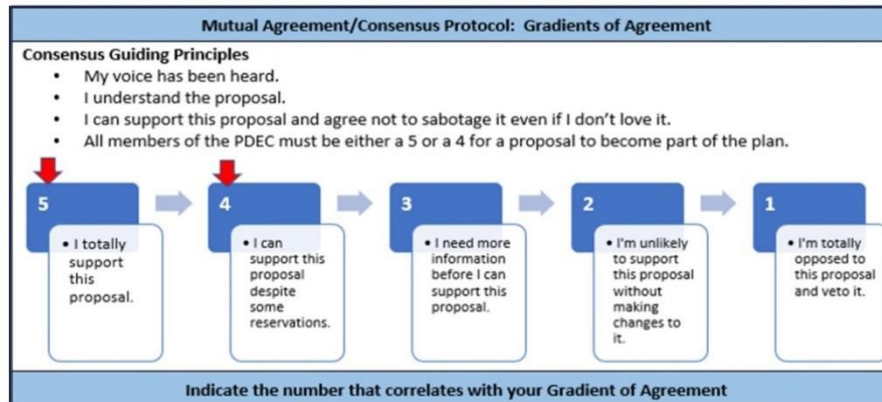 Mutual Agreement/Consensus Protocol:  Gradients of Agreement
Consensus Guiding Principles
• My voice has been heard.
• I understand the proposal.
• I can support this proposal and agree not to sabotage it even if I don't love it.
• All members of the PDEC must be either a 5 or a 4 for a proposal to become part of the plan.
5
• I totally
support
this
proposal.
4
• I can
support this
proposal
despite
some
reservations.
3
• I need more
information
before I can
support this
proposal.
2
• I'm unlikely
to support
this proposal
without
making
changes to
it.
1
• I'm totally
opposed to
this proposal
and veto it.
Indicate the number that correlates with your Gradient of Agreement